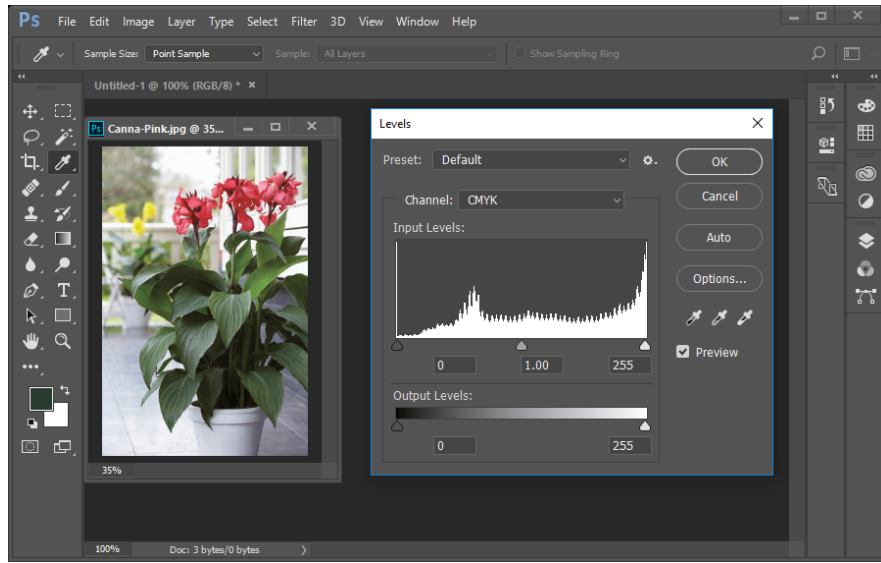 Ps File Edit Image Layer Type Select Filter 3D View Window Help
Sample Size: Point Sample Sample: All Layers Show Sampling Ring
Untitled-1 @ 100% (RGB/8) *
Ps Canna-Pink.jpg @ 35...
Levels
Preset: Default
OK
Channel: CMYK
Cancel
Input Levels:
Auto
Options...
Preview
0 1.00 255
Output Levels:
0 255
T
35%
100% Doc: 3 bytes/0 bytes